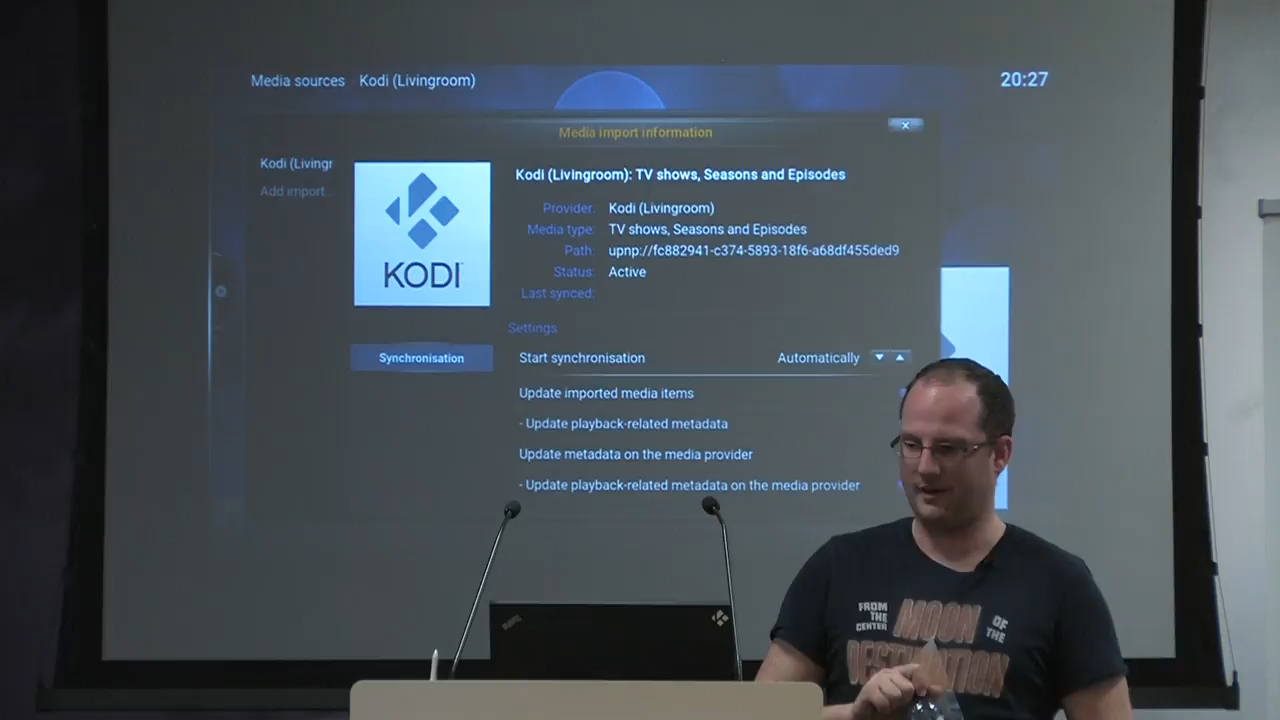 Media sources Kodi (Livingroom)
20:27
Media import information
Kodi (Livingr
Add import..
KODI
Kodi (Livingroom): TV shows, Seasons and Episodes
Provider: Kodi (Livingroom)
Media type: TV shows, Seasons and Episodes
Path: upnp://fc882941-c374-5893-18f6-a68df455ded9
Status: Active
Last synced:
Settings
Synchronisation
Start synchronisation Automatically
Update imported media items
- Update playback-related metadata
Update metadata on the media provider
- Update playback-related metadata on the media provider
FROM
THE
CENTER
MOON
OF
THE